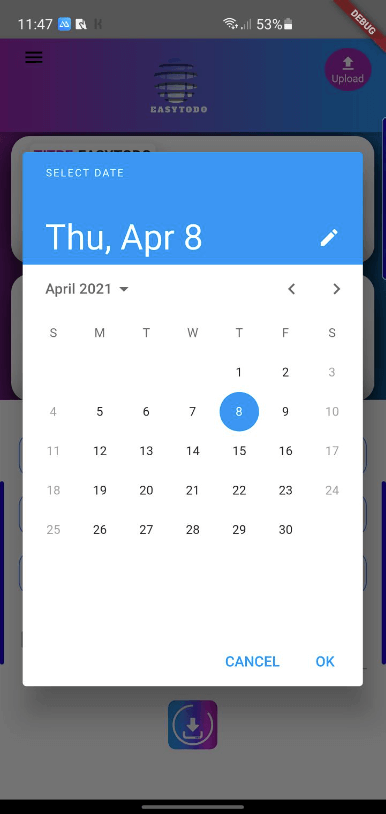 11:47
53%
DEBUG
Upload
EASYTODO
TITRE EASYTODO
SELECT DATE
Thu, Apr 8
April 2021
S M T W T F S
1 2 3
4 5 6 7 8 9 10
11 12 13 14 15 16 17
18 19 20 21 22 23 24
25 26 27 28 29 30
CANCEL OK